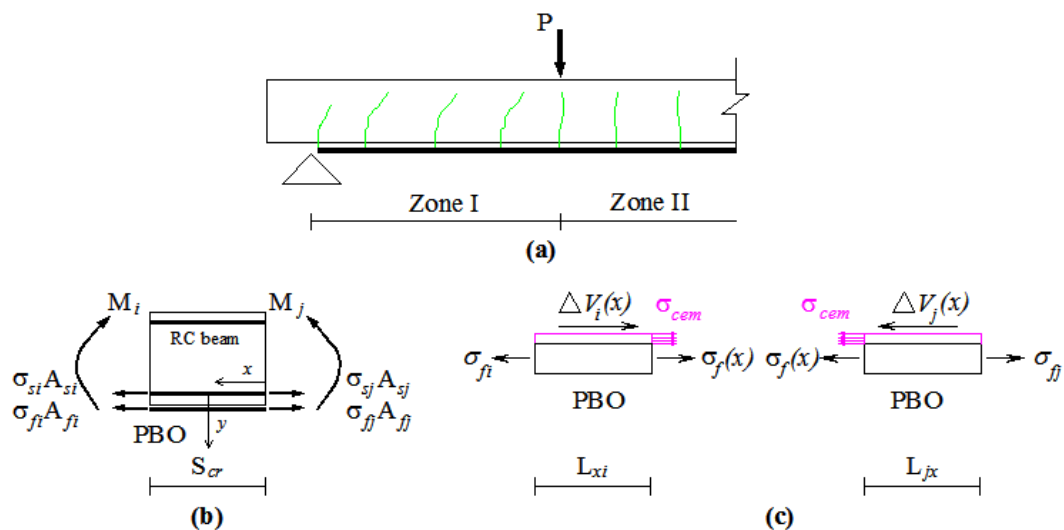 P
Zone I Zone II
(a)
M_i M_j
RC beam
x
σ_si A_si σ_sj A_sj
σ_fi A_fi σ_fj A_fj
PBO y
S_cr
(b)
△V_i(x) σ_cem σ_cem △V_j(x)
σ_fi σ_f(x) σ_f(x) σ_fj
PBO PBO
L_xi L_jx
(c)